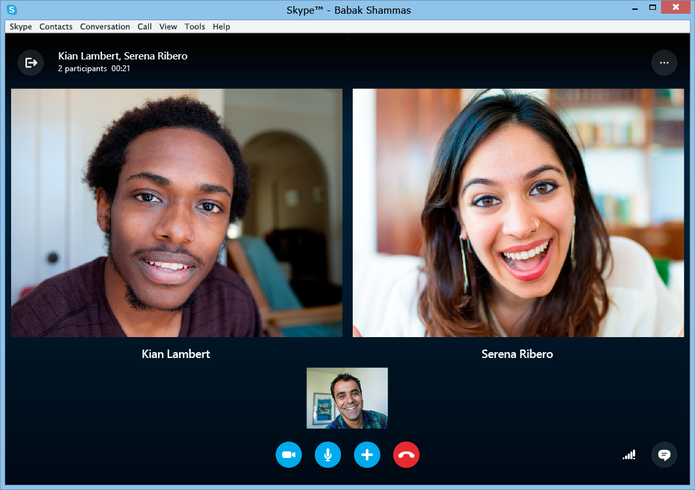 Skype™ - Babak Shammas
Skype Contacts Conversation Call View Tools Help
Kian Lambert, Serena Ribero
2 participants 00:21
Kian Lambert
Serena Ribero